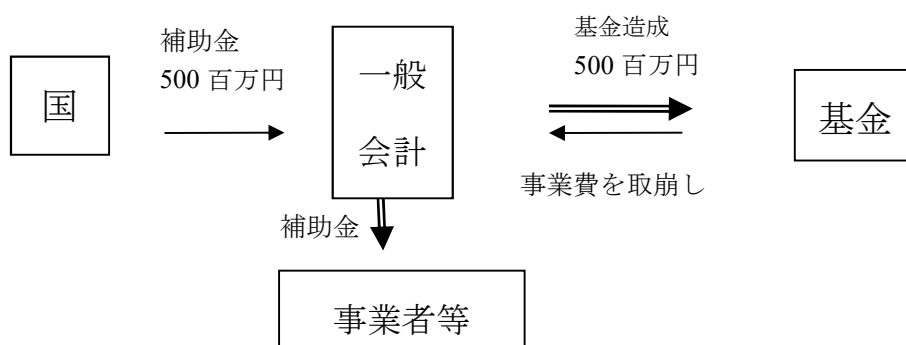 国
補助金
500 百万円
一般
会計
基金造成
500 百万円
事業費を取崩し
基金
補助金
事業者等